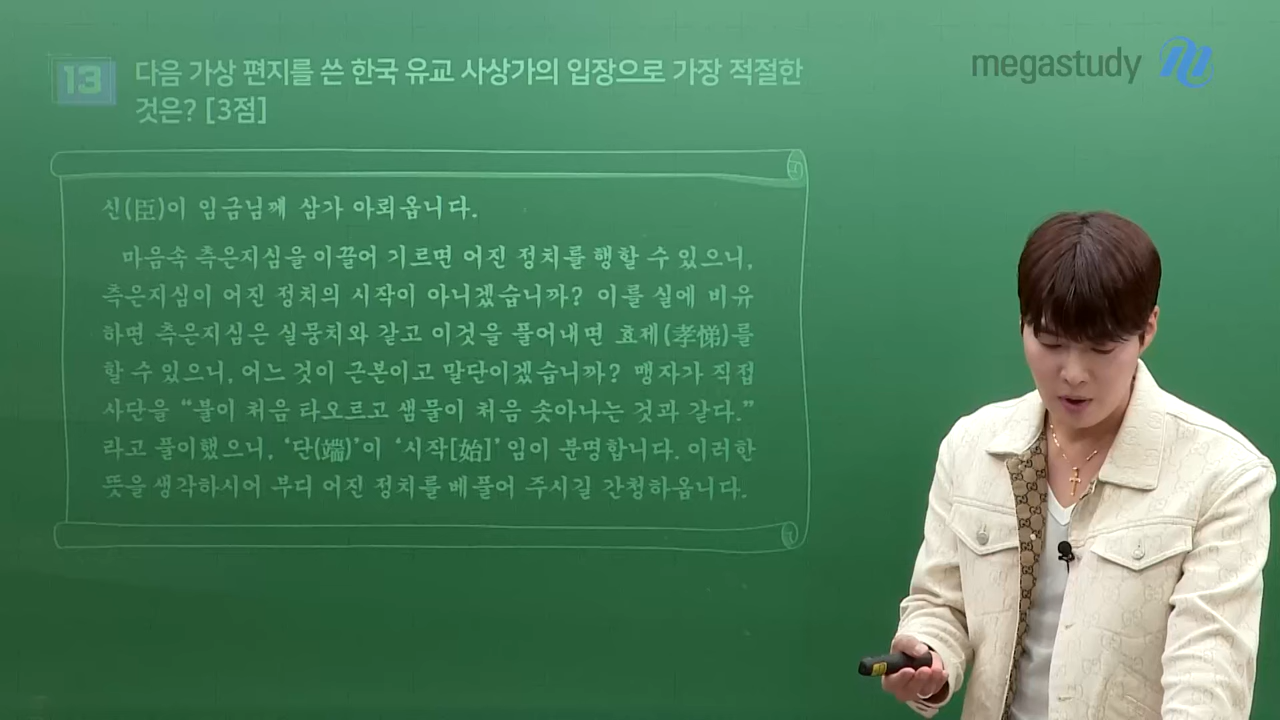 13 다음 가상 편지를 쓴 한국 유교 사상가의 입장으로 가장 적절한
것은? [3점]
megastudy
신(臣)이 임금님께 삼가 아뢰옵니다.
마음속 측은지심을 이끌어 기르면 어진 정치를 행할 수 있으니,
측은지심이 어진 정치의 시작이 아니겠습니까? 이를 실에 비유
하면 측은지심은 실뭉치와 같고 이것을 풀어내면 효제(孝悌)를
할 수 있으니, 어느 것이 근본이고 말단이겠습니까? 맹자가 직접
사단을 “불이 처음 타오르고 샘물이 처음 솟아나는 것과 같다.”
라고 풀이했으니, ‘단(端)’이 ‘시작[始]’임이 분명합니다. 이러한
뜻을 생각하시어 부디 어진 정치를 베풀어 주시길 간청하옵니다.